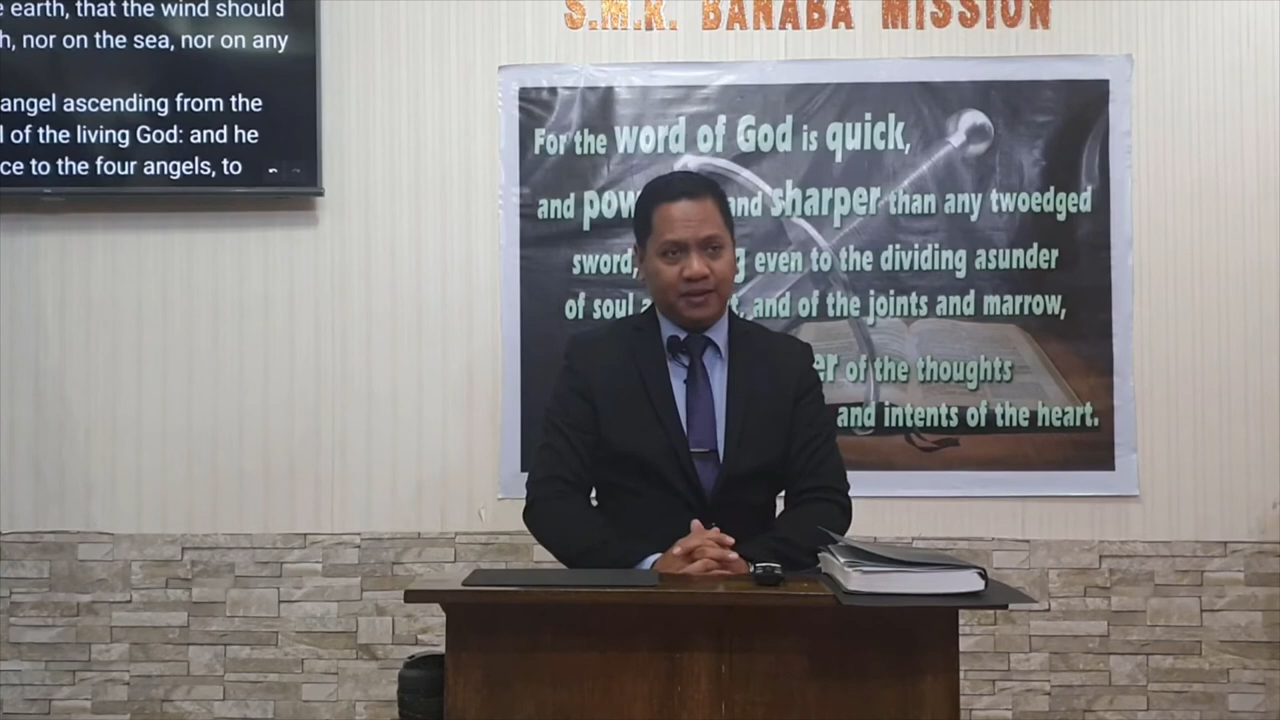 earth, that the wind should
nor on the sea, nor on any
angel ascending from the
of the living God: and he
to the four angels, to
S.M.R. BANABA MISSION
For the word of God is quick,
and and sharper than any twoedged
sword, even to the dividing asunder
of soul and of the joints and marrow,
of the thoughts
and intents of the heart.